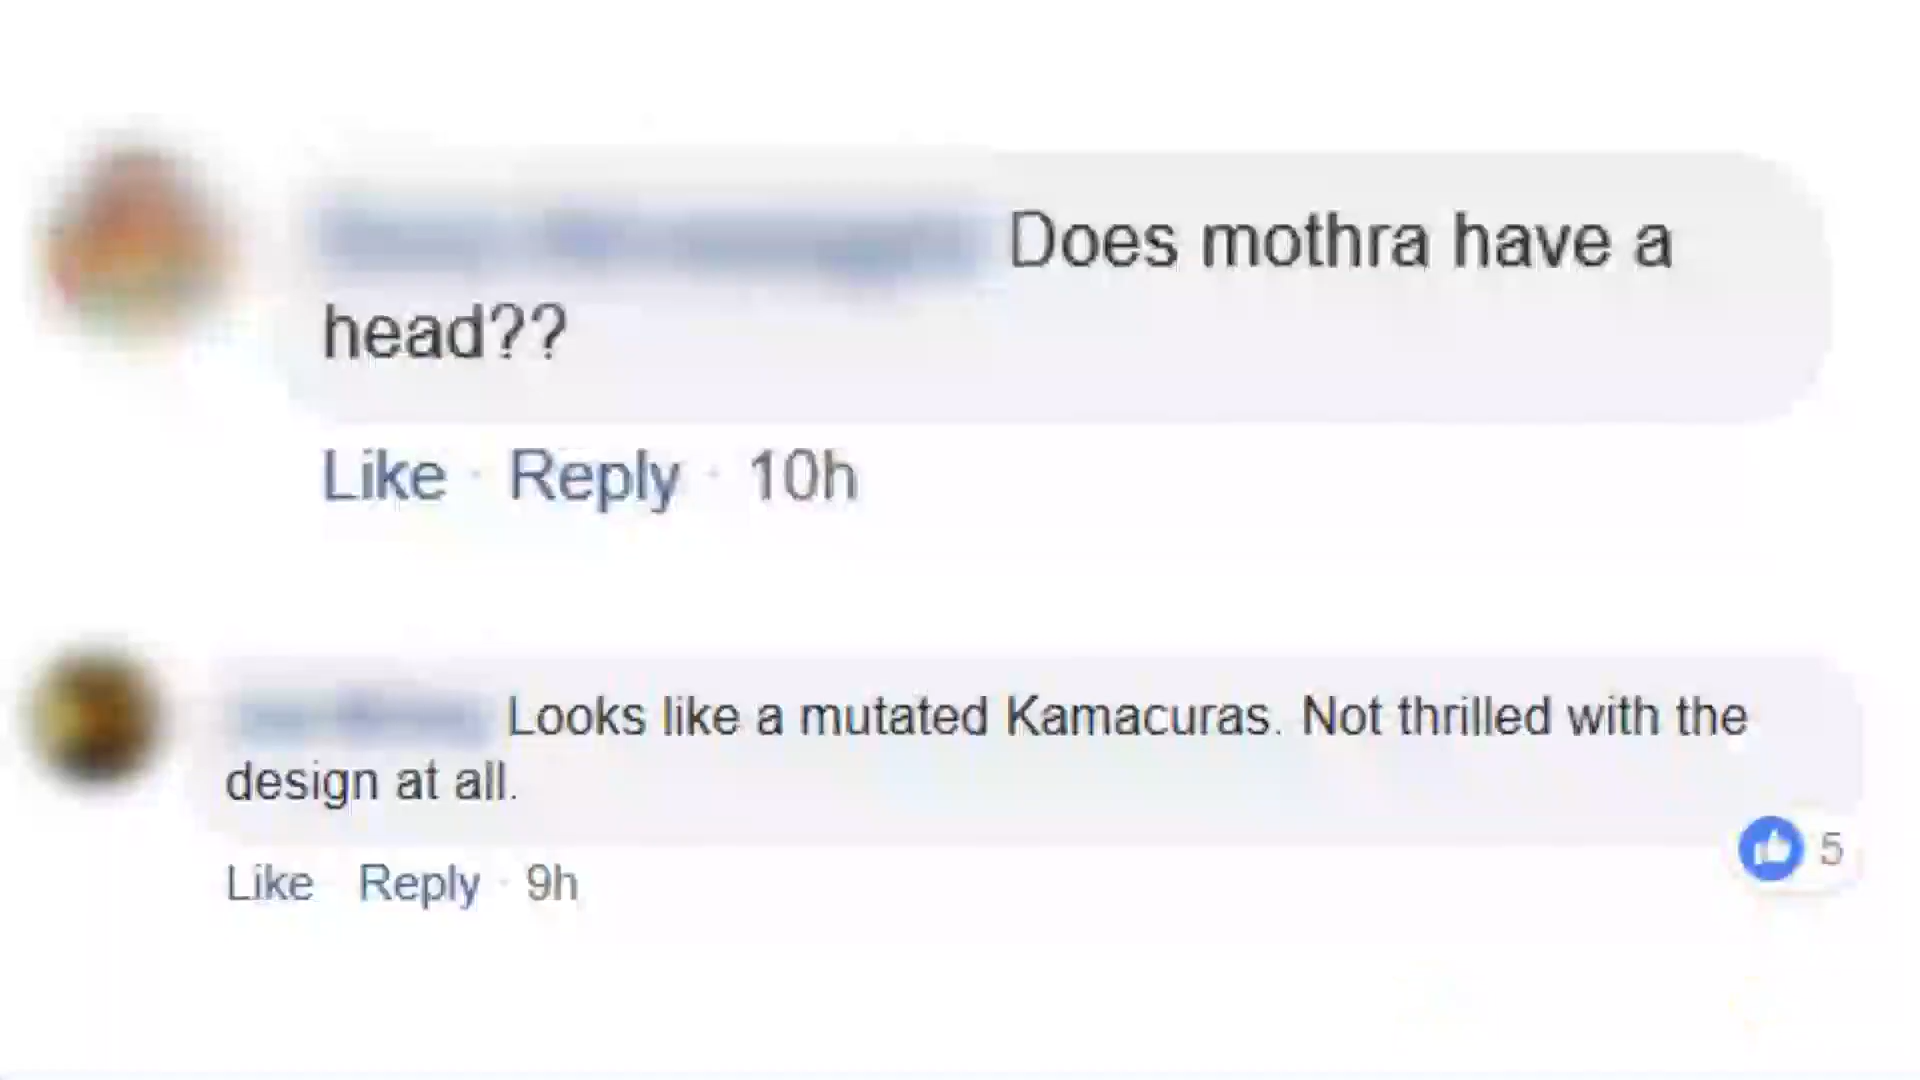 Does mothra have a
head??
Like · Reply · 10h
Looks like a mutated Kamacuras. Not thrilled with the
design at all.
5
Like Reply · 9h